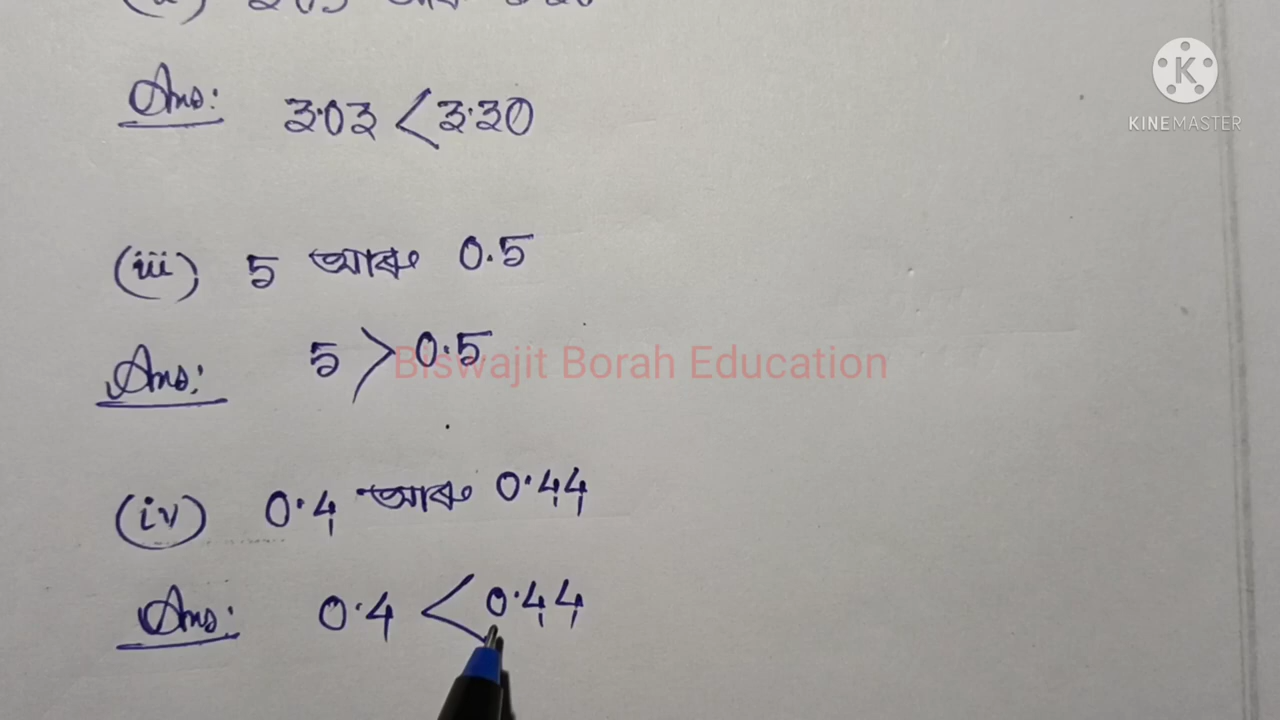 Ans: 3.03 < 3.30
KINEMASTER
(iii) 5 আৰু 0.5
Ans: 5 > 0.5
Biswajit Borah Education
(iv) 0.4 আৰু 0.44
Ans: 0.4 < 0.44